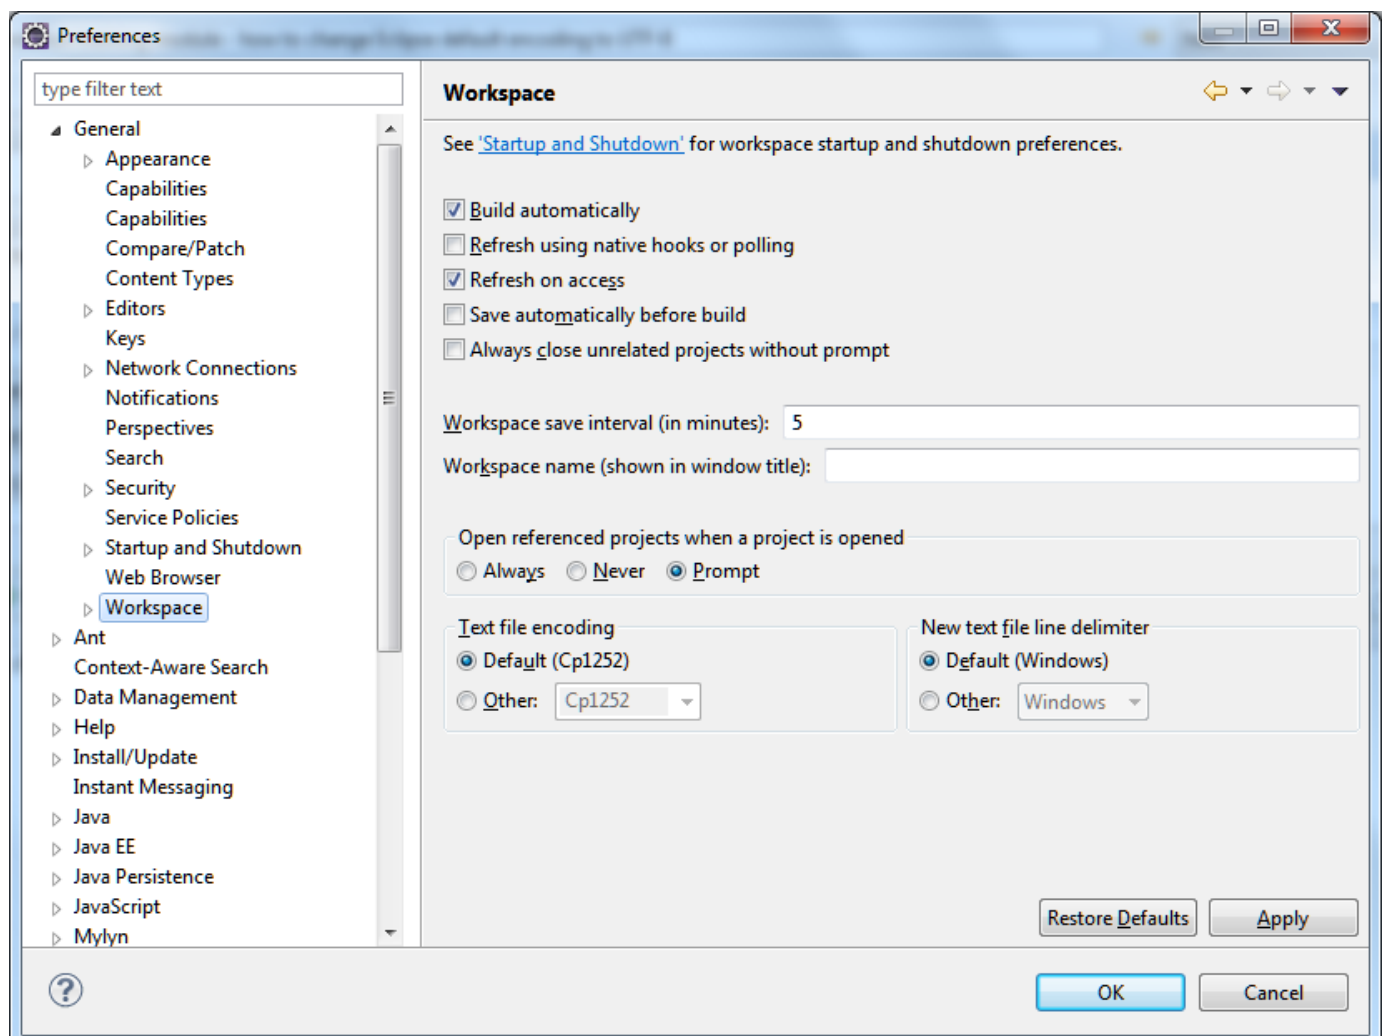 Preferences
type filter text
General
Appearance
Capabilities
Capabilities
Compare/Patch
Content Types
Editors
Keys
Network Connections
Notifications
Perspectives
Search
Security
Service Policies
Startup and Shutdown
Web Browser
Workspace
Ant
Context-Aware Search
Data Management
Help
Install/Update
Instant Messaging
Java
Java EE
Java Persistence
JavaScript
Mylyn
Workspace
See 'Startup and Shutdown' for workspace startup and shutdown preferences.
Build automatically
Refresh using native hooks or polling
Refresh on access
Save automatically before build
Always close unrelated projects without prompt
Workspace save interval (in minutes): 5
Workspace name (shown in window title):
Open referenced projects when a project is opened
Always Never Prompt
Text file encoding
Default (Cp1252)
Other: Cp1252
New text file line delimiter
Default (Windows)
Other: Windows
Restore Defaults Apply
? OK Cancel